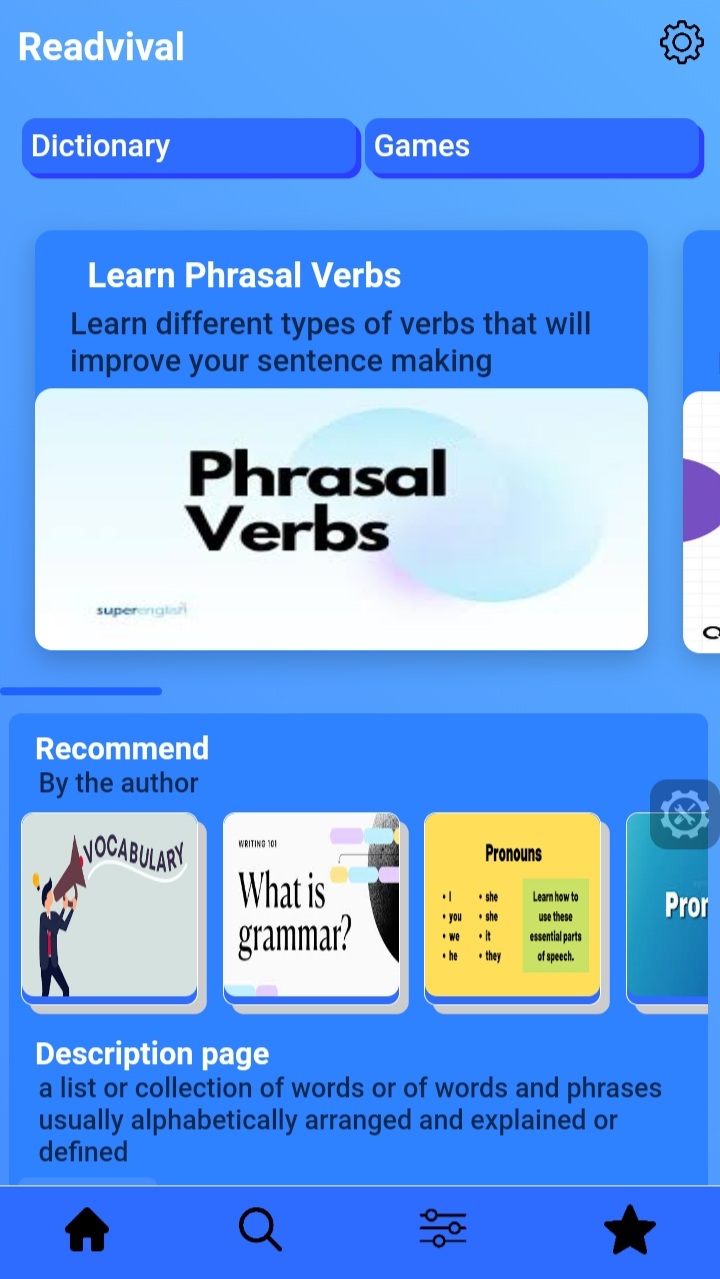 Readvival
Dictionary
Games
Learn Phrasal Verbs
Learn different types of verbs that will
improve your sentence making
Phrasal
Verbs
superenglish
Recommend
By the author
VOCABULARY
WRITING 101
What is
grammar?
Pronouns
• I
• you
• we
• he
• she
• she
• it
• they
Learn how to
use these
essential parts
of speech.
Description page
a list or collection of words or of words and phrases
usually alphabetically arranged and explained or
defined